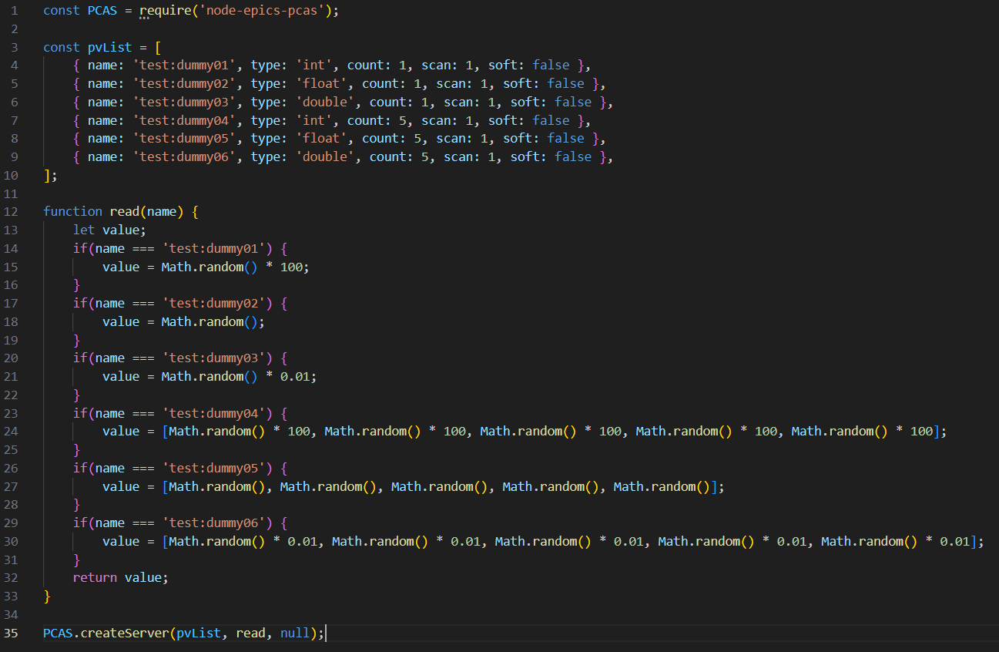 1 const PCAS = require('node-epics-pcas');
2
3 const pvList = [
4     { name: 'test:dummy01', type: 'int', count: 1, scan: 1, soft: false },
5     { name: 'test:dummy02', type: 'float', count: 1, scan: 1, soft: false },
6     { name: 'test:dummy03', type: 'double', count: 1, scan: 1, soft: false },
7     { name: 'test:dummy04', type: 'int', count: 5, scan: 1, soft: false },
8     { name: 'test:dummy05', type: 'float', count: 5, scan: 1, soft: false },
9     { name: 'test:dummy06', type: 'double', count: 5, scan: 1, soft: false },
10 ];
11
12 function read(name) {
13     let value;
14     if(name === 'test:dummy01') {
15         value = Math.random() * 100;
16     }
17     if(name === 'test:dummy02') {
18         value = Math.random();
19     }
20     if(name === 'test:dummy03') {
21         value = Math.random() * 0.01;
22     }
23     if(name === 'test:dummy04') {
24         value = [Math.random() * 100, Math.random() * 100, Math.random() * 100, Math.random() * 100, Math.random() * 100];
25     }
26     if(name === 'test:dummy05') {
27         value = [Math.random(), Math.random(), Math.random(), Math.random(), Math.random()];
28     }
29     if(name === 'test:dummy06') {
30         value = [Math.random() * 0.01, Math.random() * 0.01, Math.random() * 0.01, Math.random() * 0.01, Math.random() * 0.01];
31     }
32     return value;
33 }
34
35 PCAS.createServer(pvList, read, null);